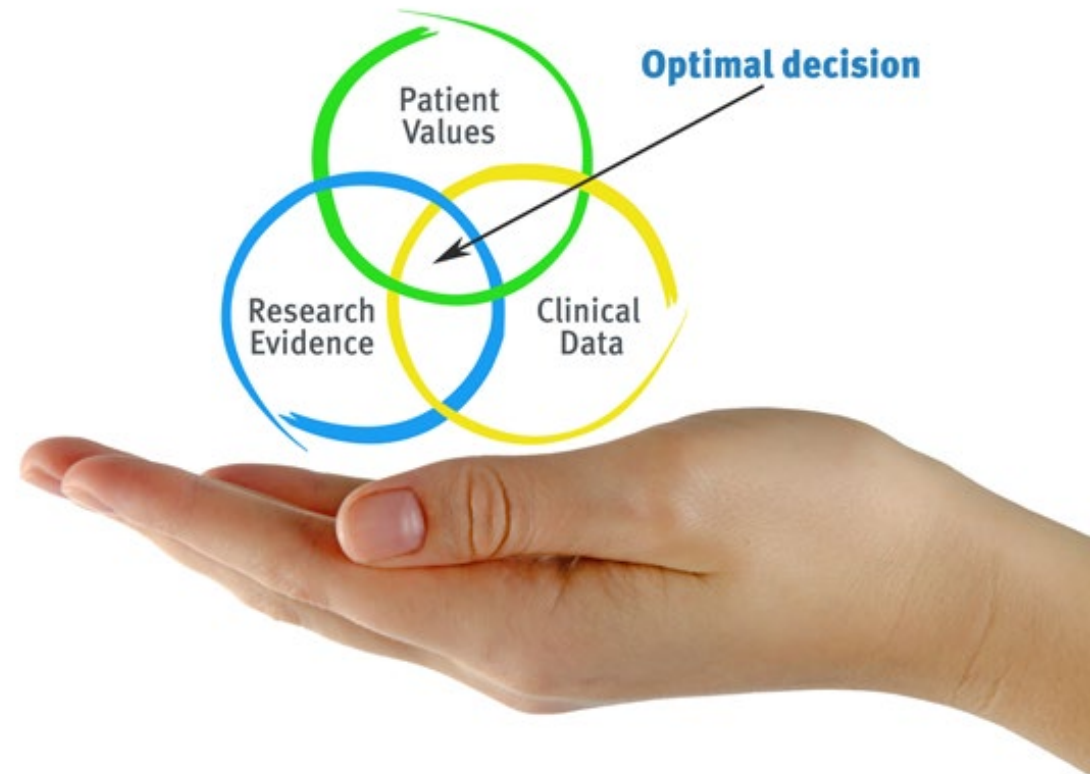 Optimal decision
Patient
Values
Research
Evidence
Clinical
Data